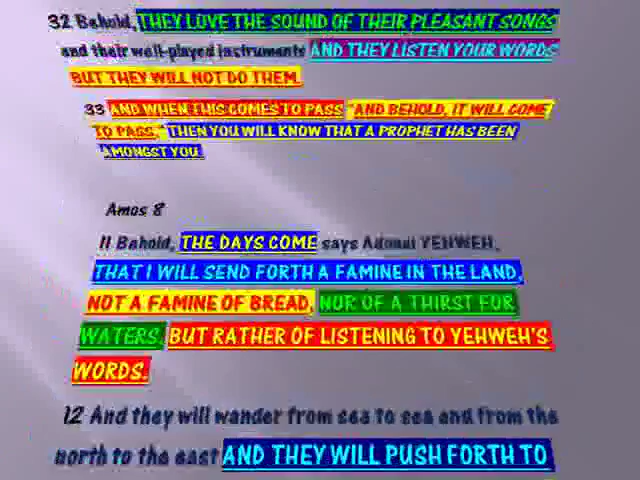 32 Behold, THEY LOVE THE SOUND OF THEIR PLEASANT SONGS
and their well-played instruments AND THEY LISTEN YOUR WORDS
BUT THEY WILL NOT DO THEM.
33 AND WHEN THIS COMES TO PASS "AND BEHOLD, IT WILL COME
TO PASS," THEN YOU WILL KNOW THAT A PROPHET HAS BEEN
AMONGST YOU.
Amos 8
11 Behold, THE DAYS COME says Adonai YEHWEH,
THAT I WILL SEND FORTH A FAMINE IN THE LAND,
NOT A FAMINE OF BREAD, NOR OF A THIRST FOR
WATERS, BUT RATHER OF LISTENING TO YEHWEH'S
WORDS.
12 And they will wander from sea to sea and from the
north to the east AND THEY WILL PUSH FORTH TO